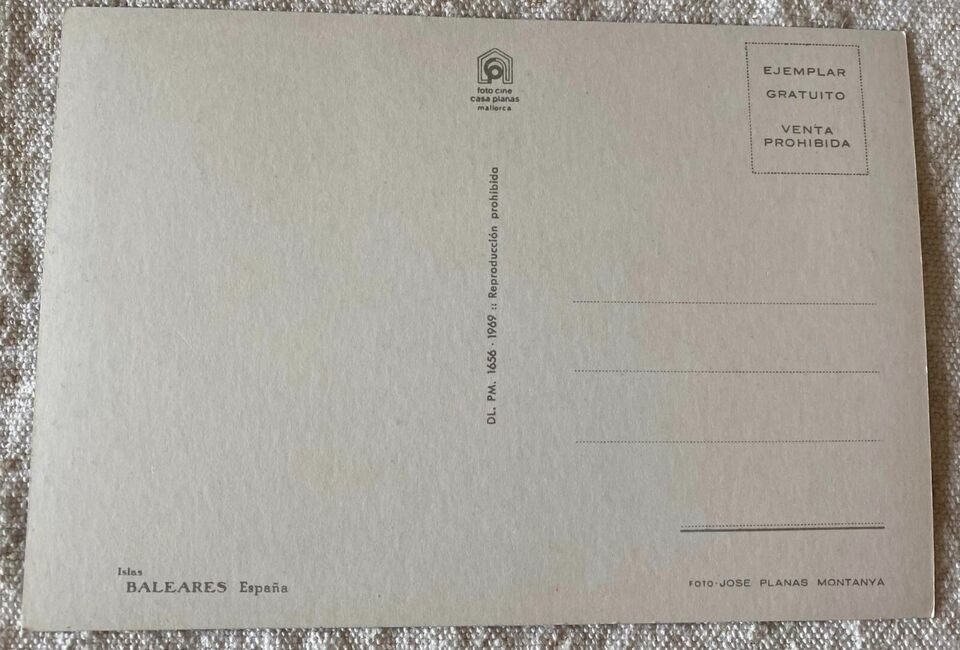 foto cine
casa planas
mallorca
EJEMPLAR
GRATUITO
VENTA
PROHIBIDA
DL. PM. 1656 - 1969 :: Reproducción prohibida
Islas
BALEARES España
FOTO-JOSE PLANAS MONTANYA